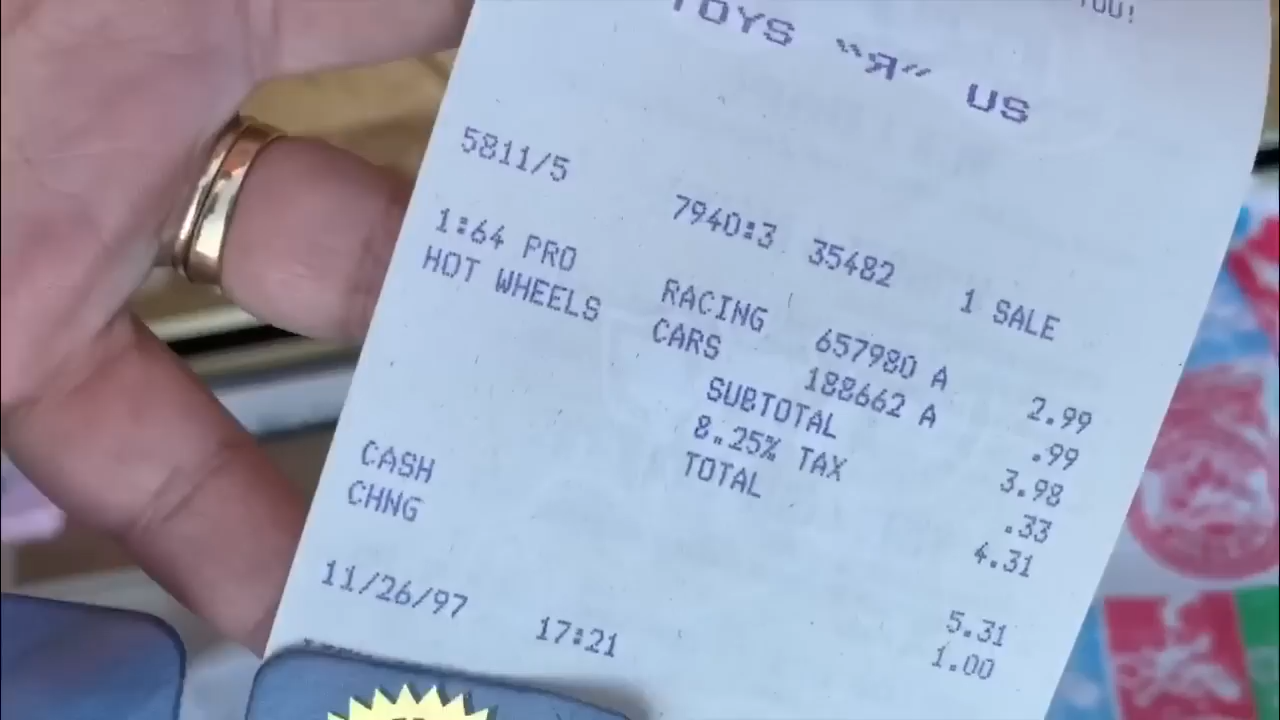 YOU!
TOYS "Я" US
5811/5 7940:3 35482 1 SALE
1:64 PRO RACING 657980 A 2.99
HOT WHEELS CARS 188662 A .99
SUBTOTAL 3.98
8.25% TAX .33
TOTAL 4.31
CASH 5.31
CHNG 1.00
11/26/97 17:21